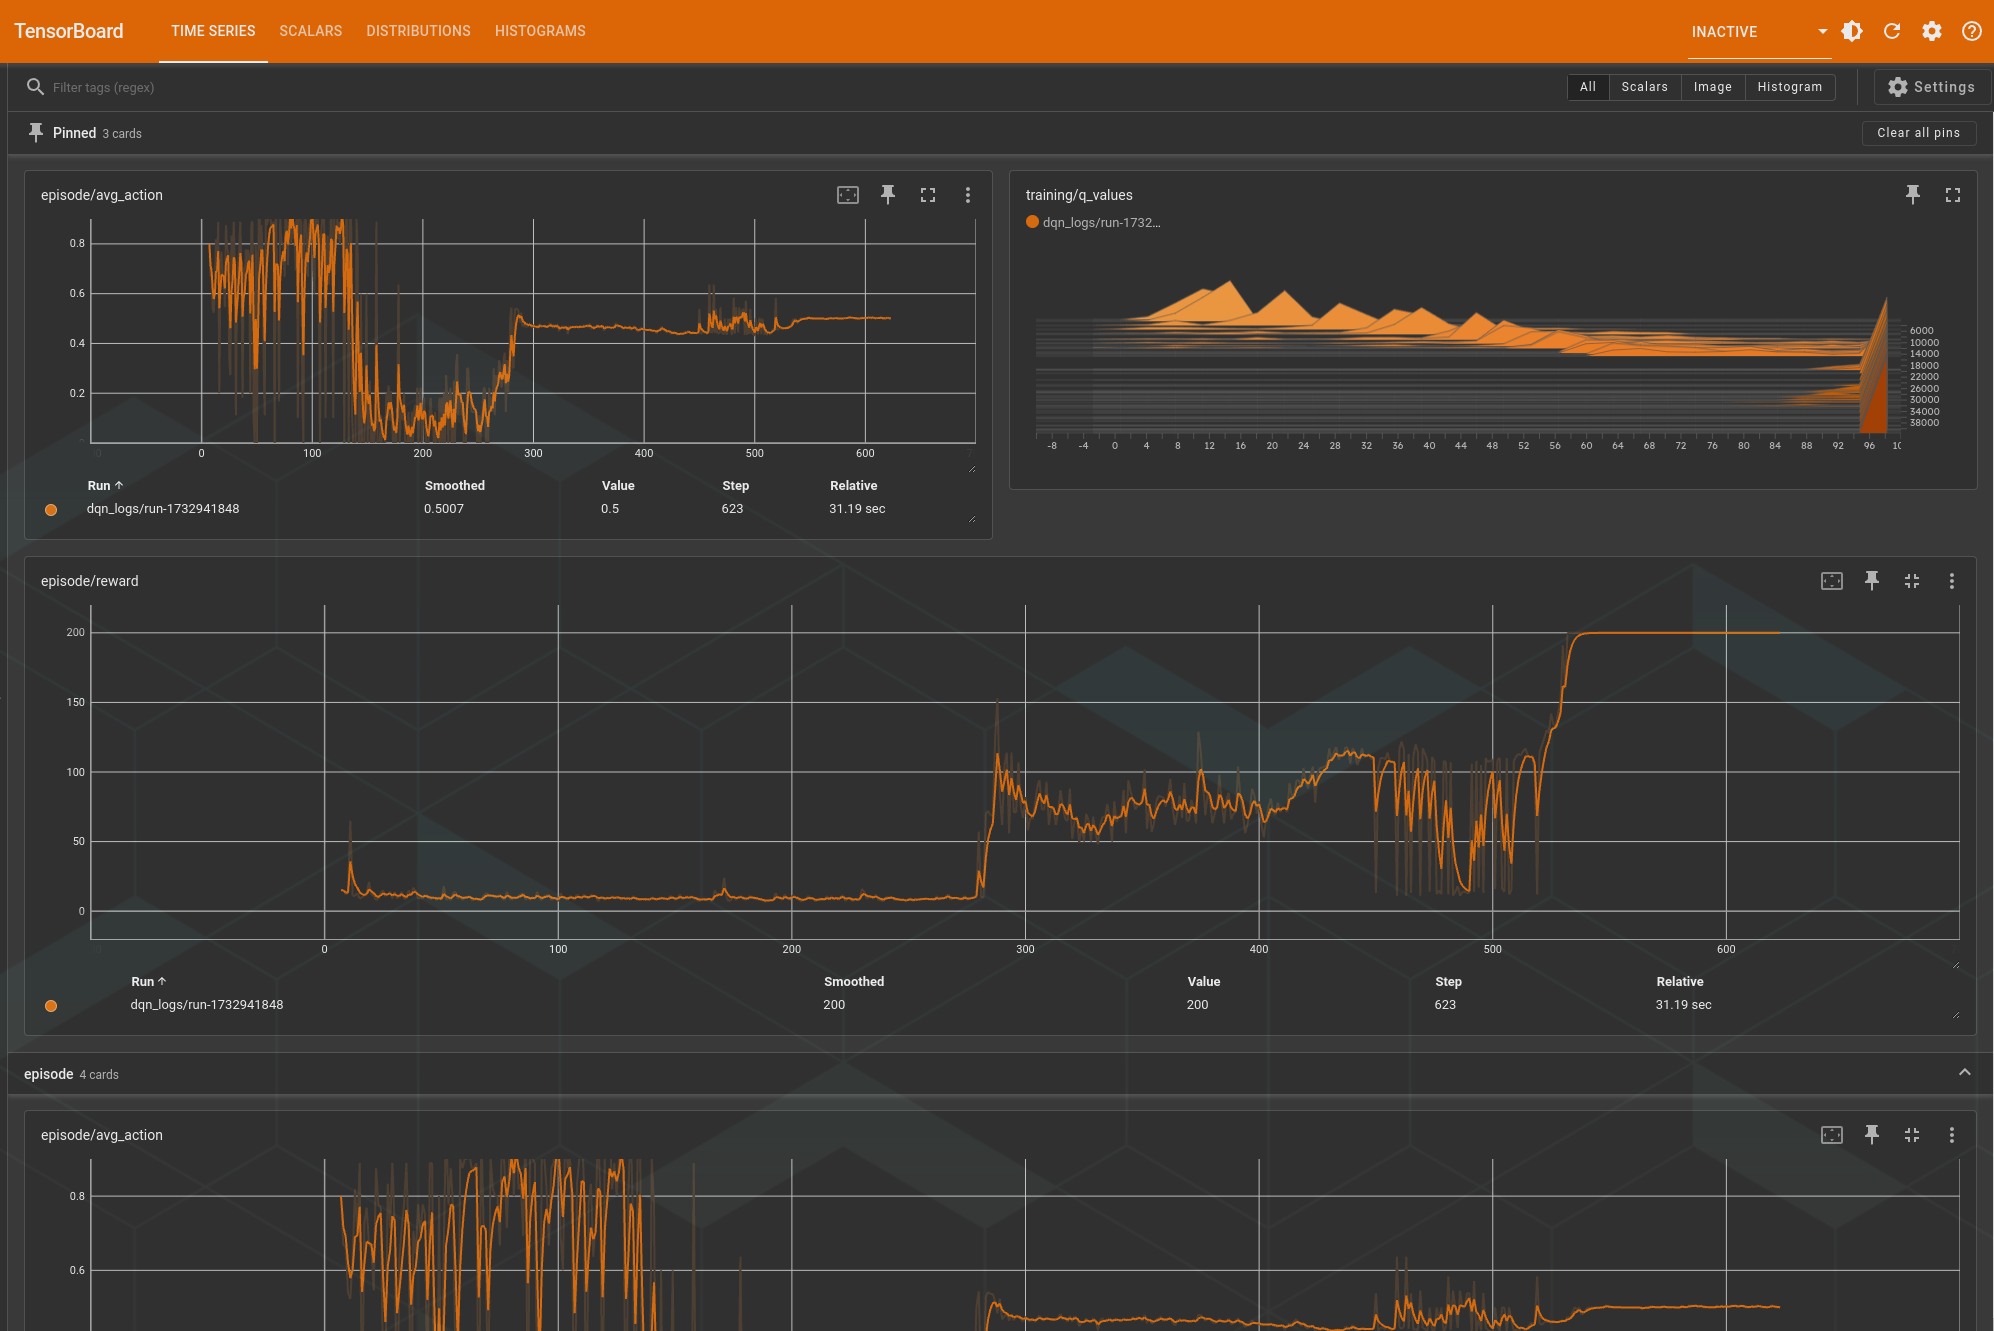 TensorBoard TIME SERIES SCALARS DISTRIBUTIONS HISTOGRAMS INACTIVE
Filter tags (regex) All Scalars Image Histogram Settings
Pinned 3 cards Clear all pins
episode/avg_action
0.8
0.6
0.4
0.2
0 100 200 300 400 500 600
Run ↑ Smoothed Value Step Relative
dqn_logs/run-1732941848 0.5007 0.5 623 31.19 sec
training/q_values
dqn_logs/run-1732...
6000
10000
14000
18000
22000
26000
30000
34000
38000
-8 -4 0 4 8 12 16 20 24 28 32 36 40 44 48 52 56 60 64 68 72 76 80 84 88 92 96 10
episode/reward
200
150
100
50
0
0 100 200 300 400 500 600
Run ↑ Smoothed Value Step Relative
dqn_logs/run-1732941848 200 200 623 31.19 sec
episode 4 cards
episode/avg_action
0.8
0.6